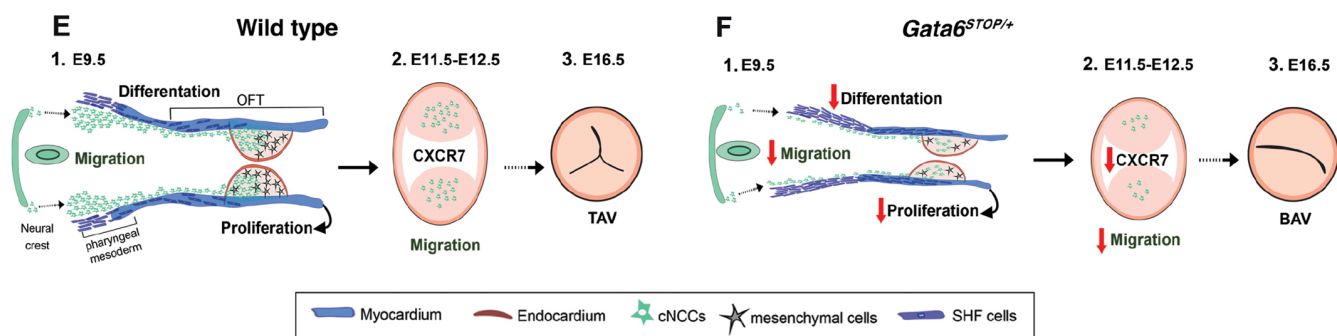 E
Wild type
1. E9.5
2. E11.5-E12.5
3. E16.5
Differentation
OFT
Migration
CXCR7
TAV
Proliferation
Migration
Neural
crest
pharyngeal
mesoderm
F
Gata6STOP/+
1. E9.5
2. E11.5-E12.5
3. E16.5
Differentation
Migration
CXCR7
Proliferation
BAV
Migration
Myocardium
Endocardium
cNCCs
mesenchymal cells
SHF cells